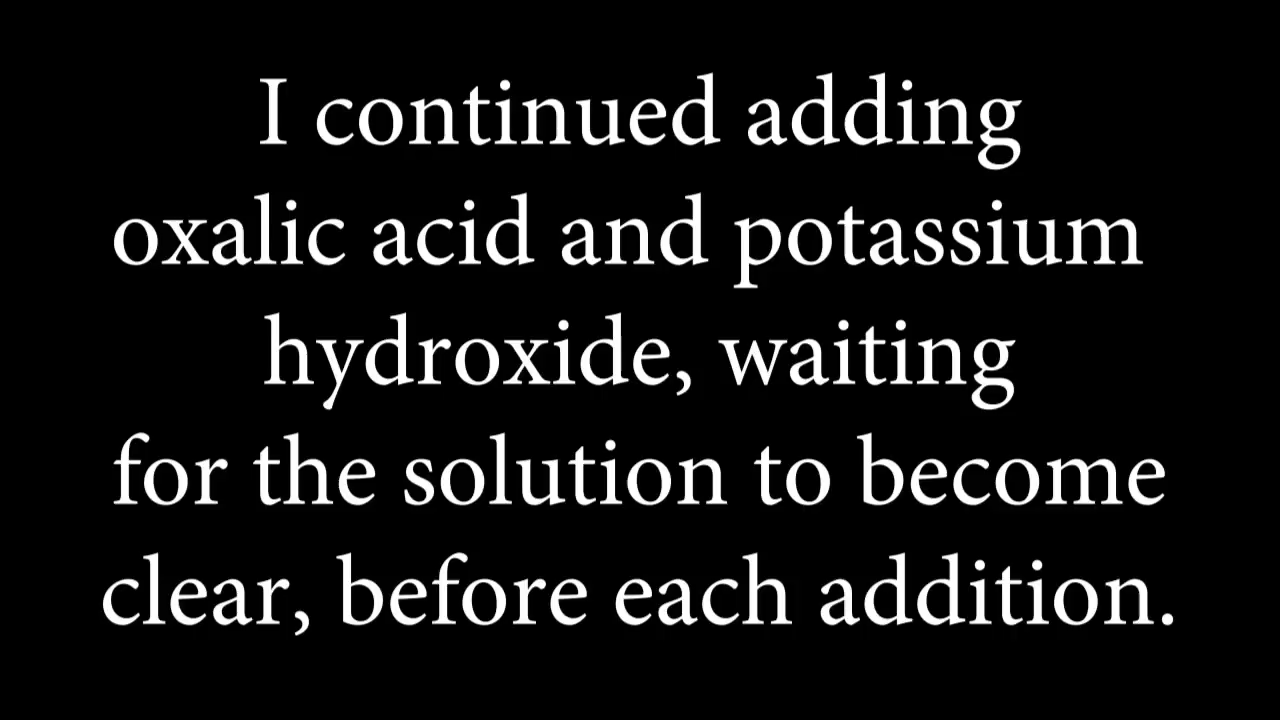 I continued adding
oxalic acid and potassium
hydroxide, waiting
for the solution to become
clear, before each addition.